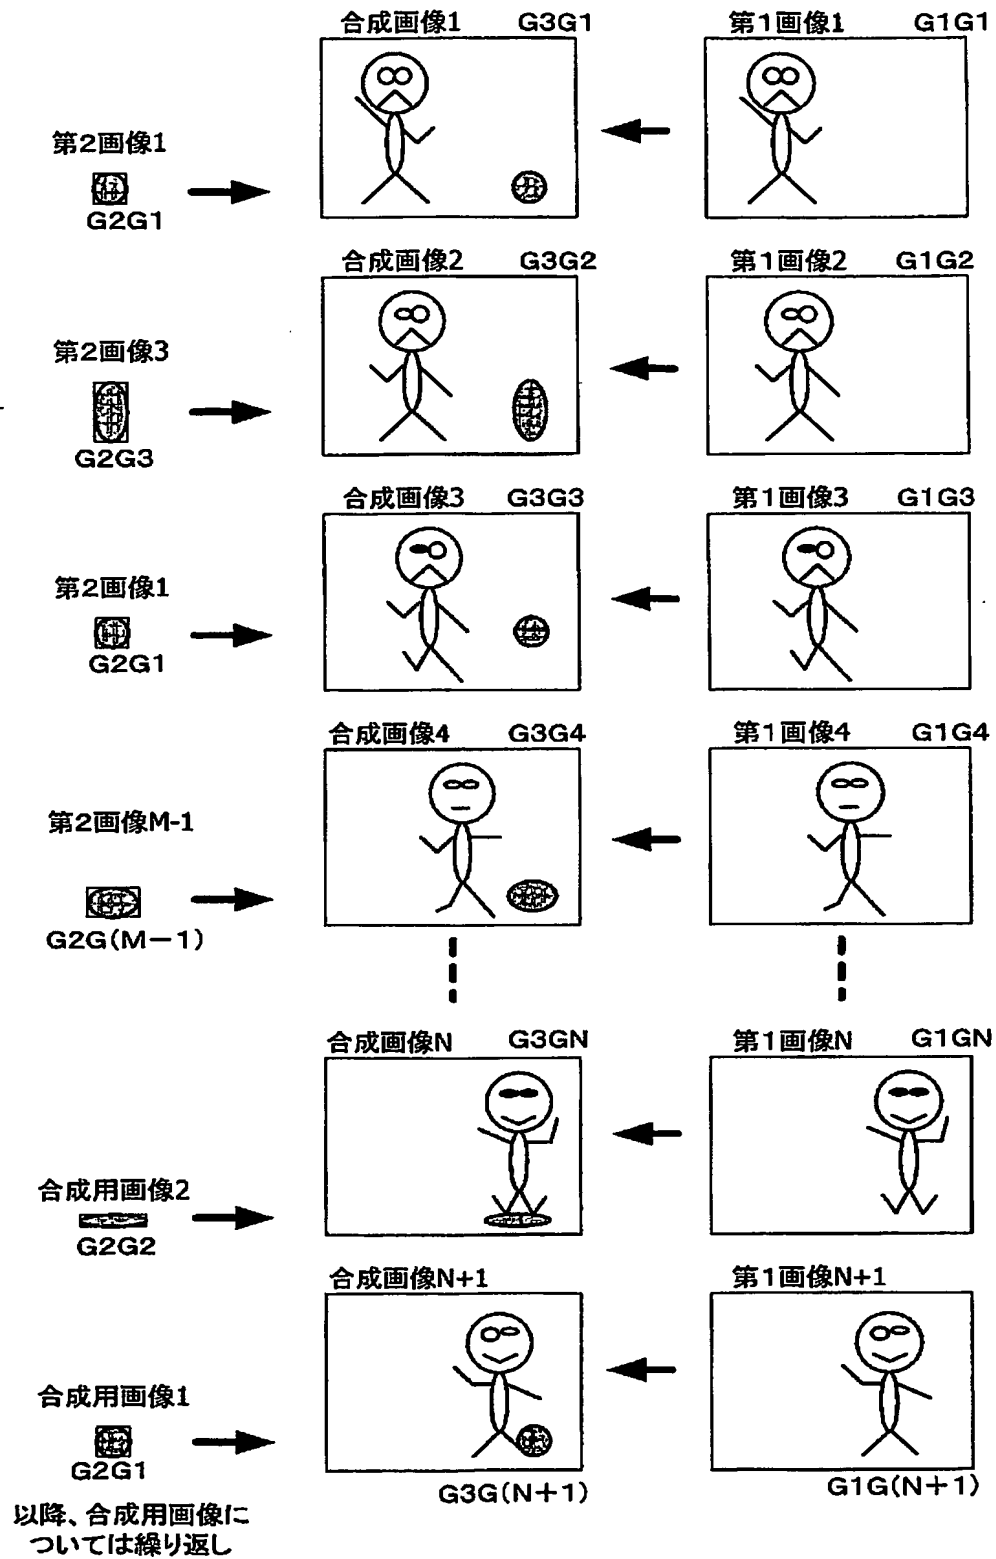 合成画像1 G3G1
第1画像1 G1G1
第2画像1
G2G1
合成画像2 G3G2
第1画像2 G1G2
第2画像3
G2G3
合成画像3 G3G3
第1画像3 G1G3
第2画像1
G2G1
合成画像4 G3G4
第1画像4 G1G4
第2画像M-1
G2G(M－1)
合成画像N G3GN
第1画像N G1GN
合成用画像2
G2G2
合成画像N+1
第1画像N+1
合成用画像1
G2G1
G3G(N＋1)
G1G(N＋1)
以降、合成用画像に
ついては繰り返し